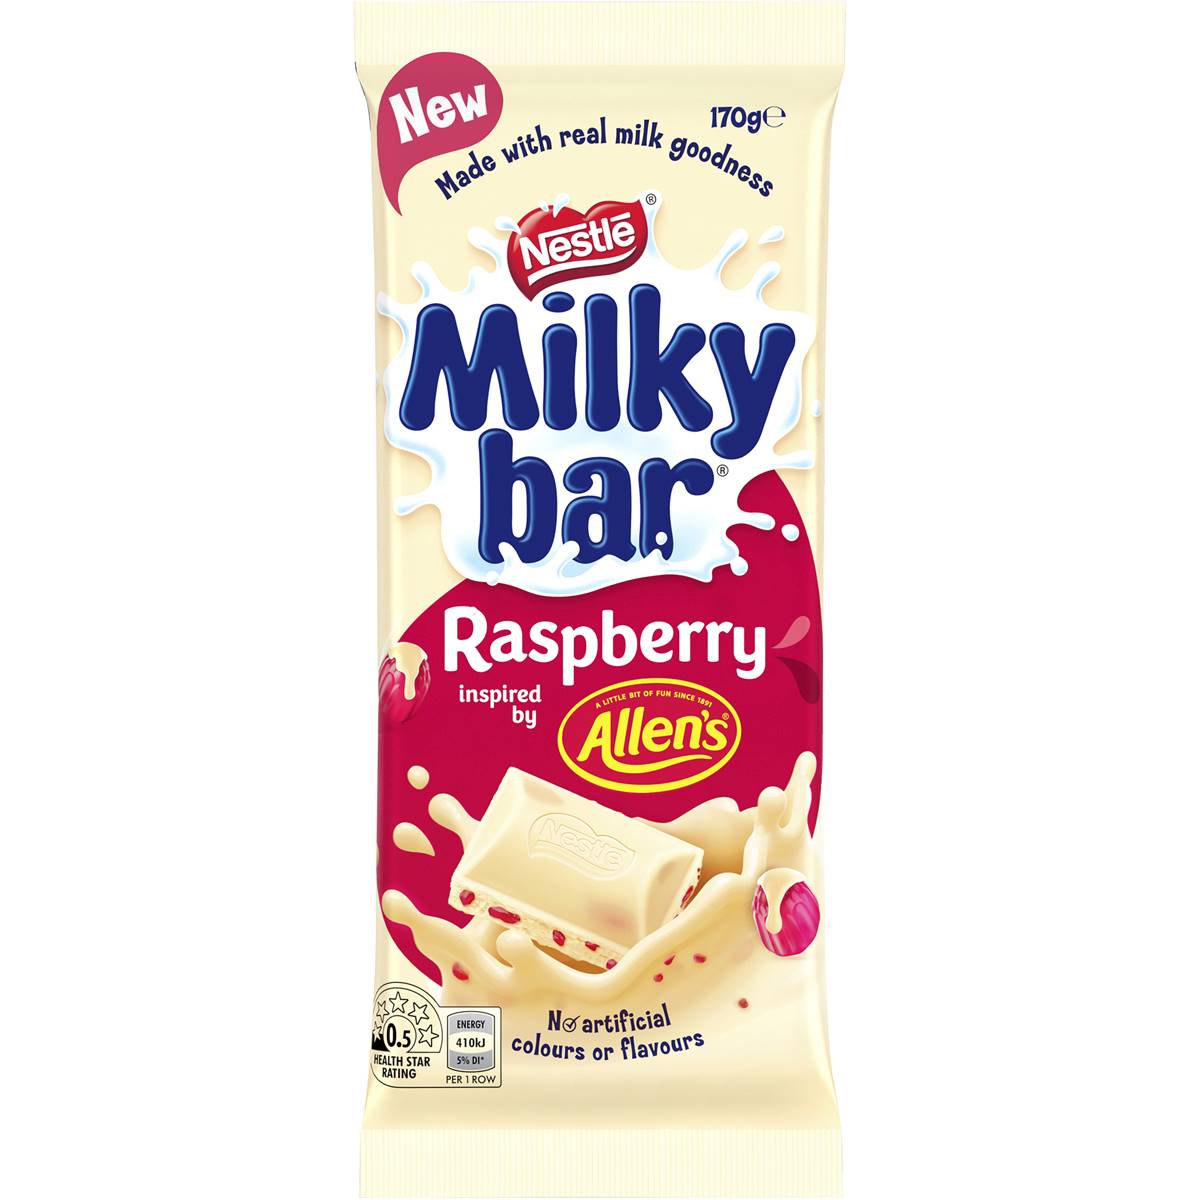 New
170g℮
Made with real milk goodness
Nestlé®
Milky
bar®
Raspberry
inspired
by
A LITTLE BIT OF FUN SINCE 1891
Allen's®
Nestlé
No artificial
colours or flavours
0.5
HEALTH STAR
RATING
ENERGY
410kJ
5% DI*
PER 1 ROW